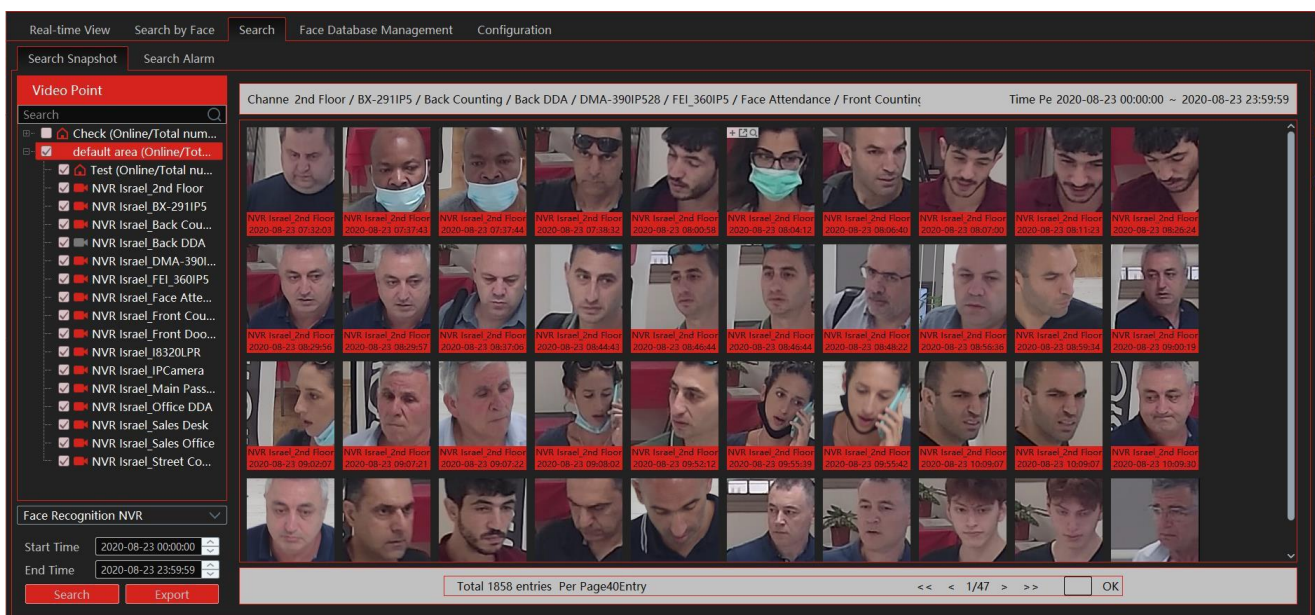 Real-time View Search by Face Search Face Database Management Configuration
Search Snapshot Search Alarm
Video Point
Search
Check (Online/Total num...
default area (Online/Tot...
Test (Online/Total nu...
NVR Israel_2nd Floor
NVR Israel_BX-291IP5
NVR Israel_Back Cou...
NVR Israel_Back DDA
NVR Israel_DMA-390I...
NVR Israel_FEI_360IP5
NVR Israel_Face Atte...
NVR Israel_Front Cou...
NVR Israel_Front Doo...
NVR Israel_I8320LPR
NVR Israel_IPCamera
NVR Israel_Main Pass...
NVR Israel_Office DDA
NVR Israel_Sales Desk
NVR Israel_Sales Office
NVR Israel_Street Co...
Face Recognition NVR
Start Time 2020-08-23 00:00:00
End Time 2020-08-23 23:59:59
Search Export
Channe 2nd Floor / BX-291IP5 / Back Counting / Back DDA / DMA-390IP528 / FEI_360IP5 / Face Attendance / Front Counting Time Pe 2020-08-23 00:00:00 ~ 2020-08-23 23:59:59
NVR Israel_2nd Floor NVR Israel_2nd Floor NVR Israel_2nd Floor NVR Israel_2nd Floor NVR Israel_2nd Floor NVR Israel_2nd Floor NVR Israel_2nd Floor NVR Israel_2nd Floor NVR Israel_2nd Floor NVR Israel_2nd Floor
2020-08-23 07:32:03 2020-08-23 07:37:43 2020-08-23 07:37:44 2020-08-23 07:38:32 2020-08-23 08:00:58 2020-08-23 08:04:12 2020-08-23 08:06:40 2020-08-23 08:07:00 2020-08-23 08:11:23 2020-08-23 08:26:24
NVR Israel_2nd Floor NVR Israel_2nd Floor NVR Israel_2nd Floor NVR Israel_2nd Floor NVR Israel_2nd Floor NVR Israel_2nd Floor NVR Israel_2nd Floor NVR Israel_2nd Floor NVR Israel_2nd Floor NVR Israel_2nd Floor
2020-08-23 08:29:56 2020-08-23 08:29:57 2020-08-23 08:37:06 2020-08-23 08:44:43 2020-08-23 08:46:44 2020-08-23 08:46:44 2020-08-23 08:48:22 2020-08-23 08:56:36 2020-08-23 08:59:34 2020-08-23 09:00:19
NVR Israel_2nd Floor NVR Israel_2nd Floor NVR Israel_2nd Floor NVR Israel_2nd Floor NVR Israel_2nd Floor NVR Israel_2nd Floor NVR Israel_2nd Floor NVR Israel_2nd Floor NVR Israel_2nd Floor NVR Israel_2nd Floor
2020-08-23 09:02:07 2020-08-23 09:07:21 2020-08-23 09:07:22 2020-08-23 09:08:02 2020-08-23 09:52:12 2020-08-23 09:55:39 2020-08-23 09:55:42 2020-08-23 10:09:07 2020-08-23 10:09:07 2020-08-23 10:09:30
Total 1858 entries Per Page40Entry << < 1/47 > >> OK